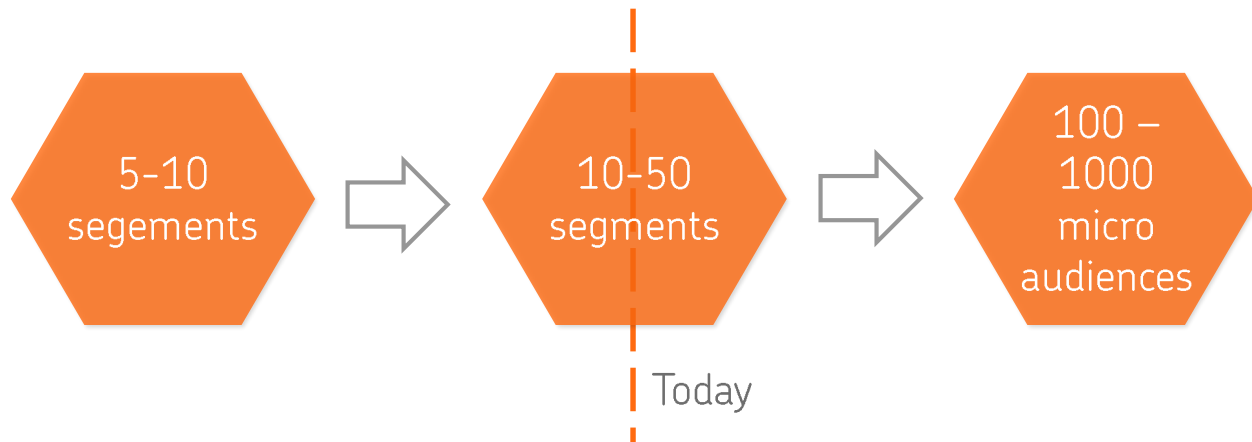 5-10
segements
10-50
segments
100 –
1000
micro
audiences
Today